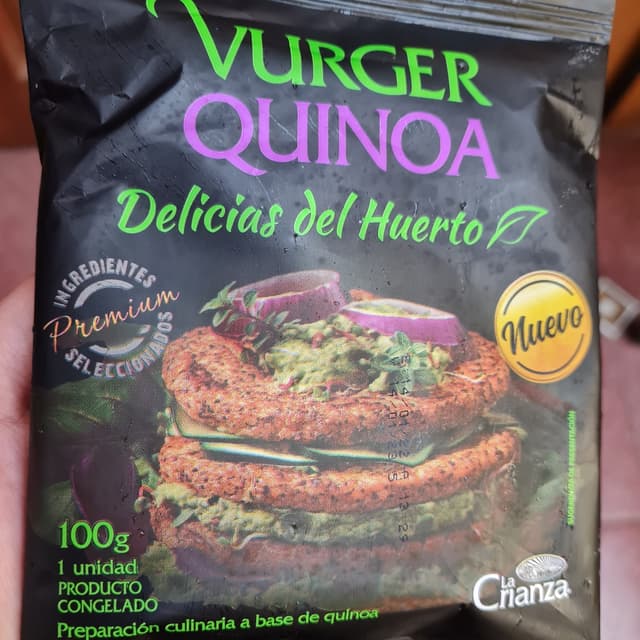 VURGER
QUINOA
Delicias del Huerto
INGREDIENTES
Premium
SELECCIONADOS
Nuevo
100g
1 unidad
PRODUCTO
CONGELADO
Preparación culinaria a base de quinoa
La
Crianza